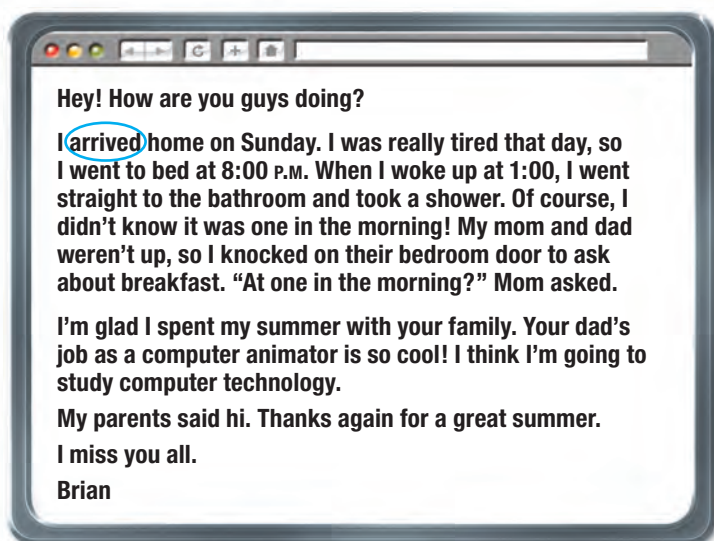 Hey! How are you guys doing?
I arrived home on Sunday. I was really tired that day, so
I went to bed at 8:00 P.M. When I woke up at 1:00, I went
straight to the bathroom and took a shower. Of course, I
didn’t know it was one in the morning! My mom and dad
weren’t up, so I knocked on their bedroom door to ask
about breakfast. “At one in the morning?” Mom asked.
I’m glad I spent my summer with your family. Your dad’s
job as a computer animator is so cool! I think I’m going to
study computer technology.
My parents said hi. Thanks again for a great summer.
I miss you all.
Brian